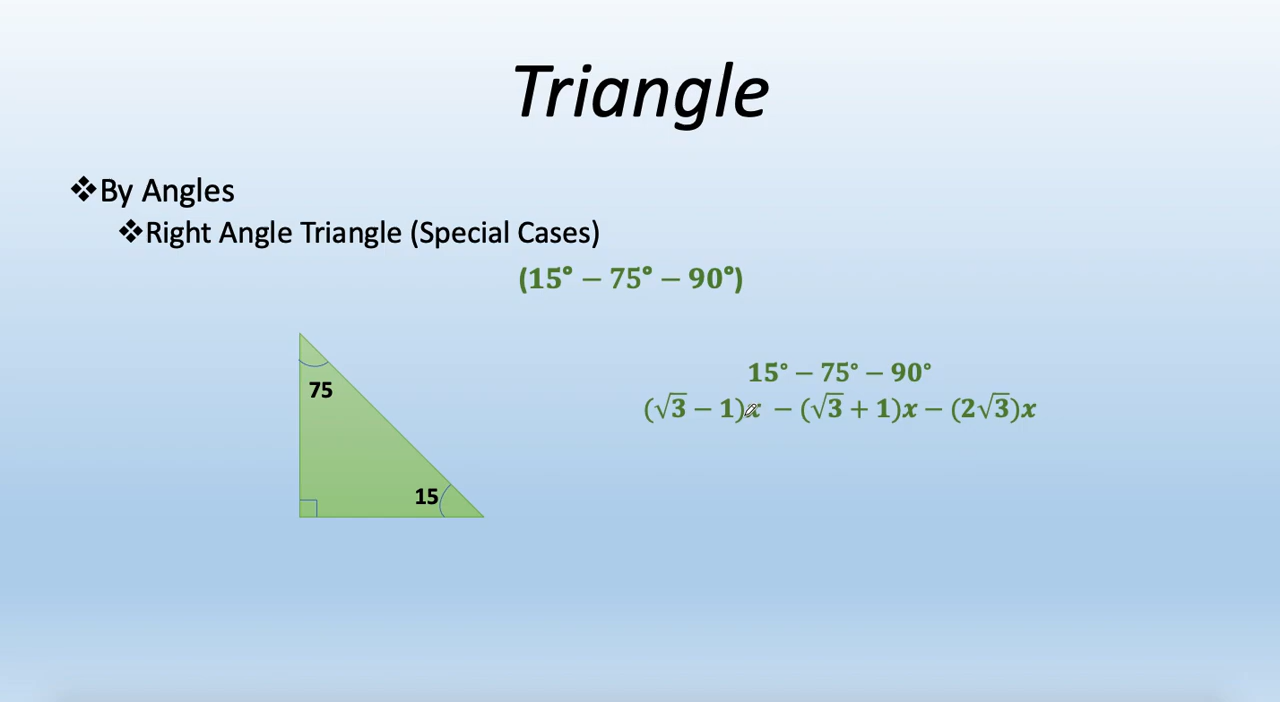 Triangle
❖By Angles
❖Right Angle Triangle (Special Cases)
(15° − 75° − 90°)
75
15° − 75° − 90°
(√3 − 1)x − (√3 + 1)x − (2√3)x
15